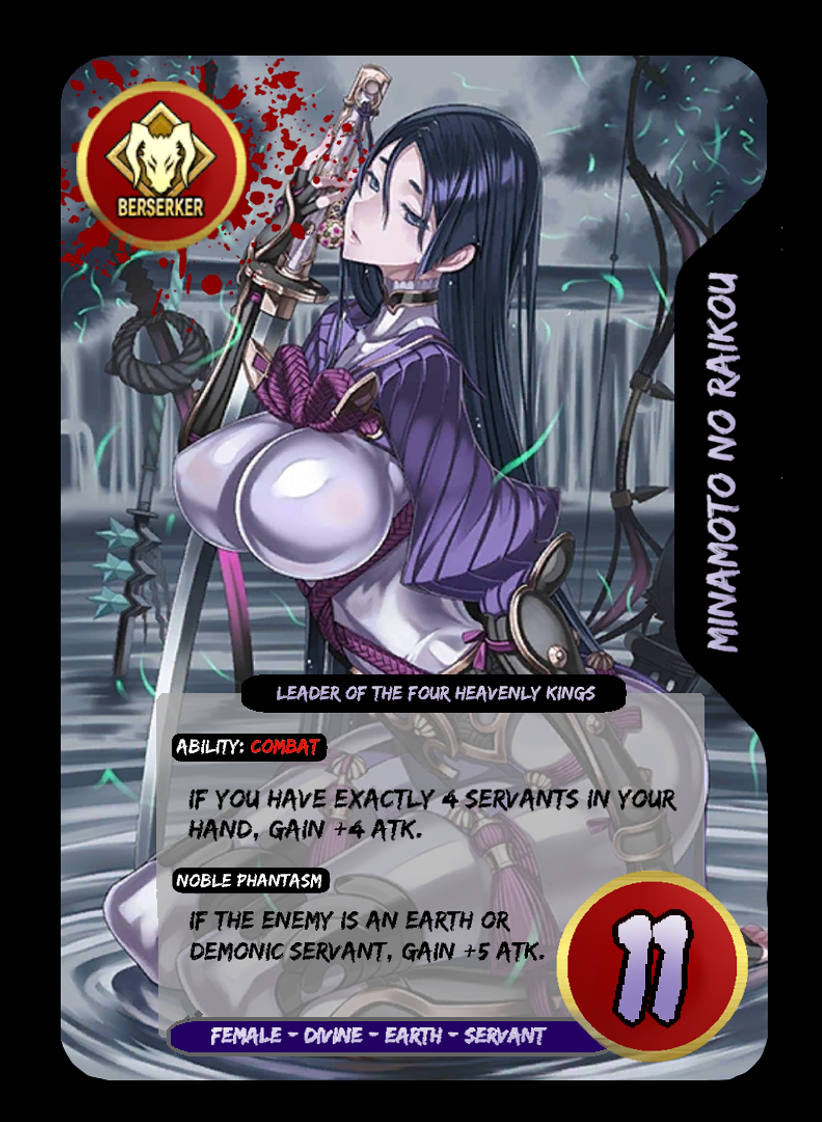 BERSERKER
MINAMOTO NO RAIKOU
LEADER OF THE FOUR HEAVENLY KINGS
ABILITY: COMBAT
IF YOU HAVE EXACTLY 4 SERVANTS IN YOUR
HAND, GAIN +4 ATK.
NOBLE PHANTASM
IF THE ENEMY IS AN EARTH OR
DEMONIC SERVANT, GAIN +5 ATK.
11
FEMALE - DIVINE - EARTH - SERVANT